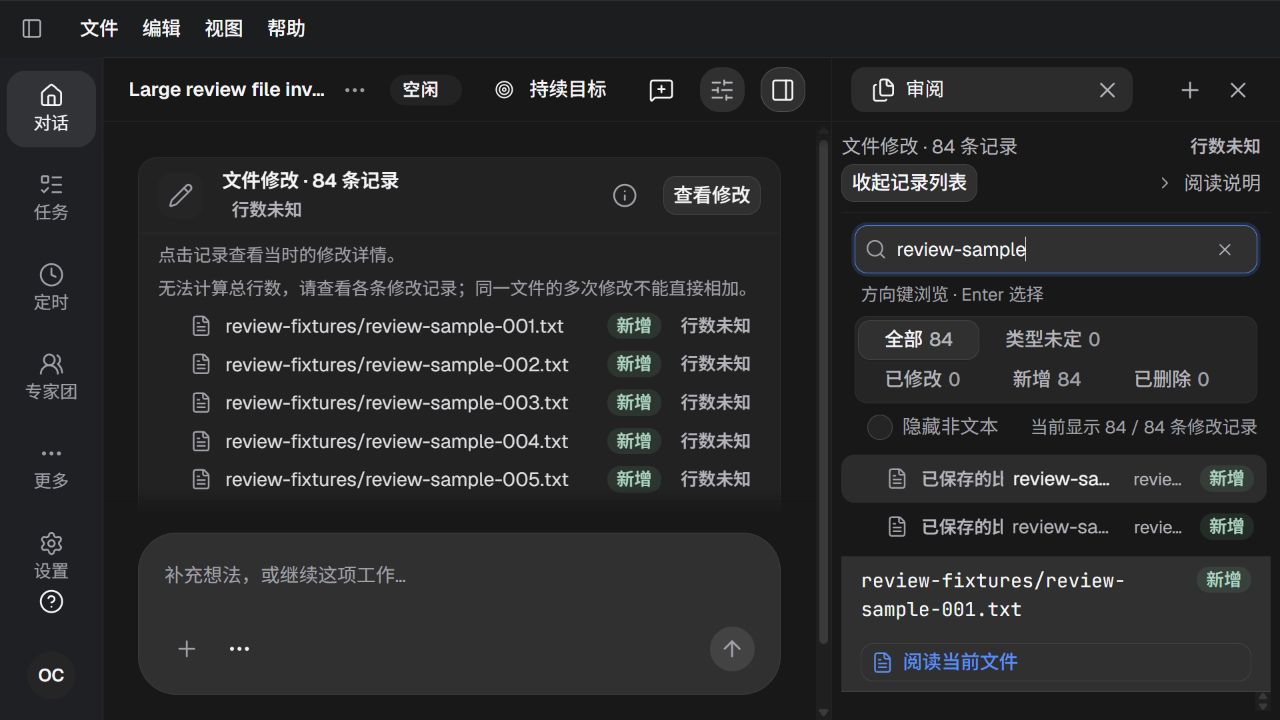 文件 编辑 视图 帮助
对话
任务
定时
专家团
更多
设置
OC
Large review file inv... 空闲 持续目标
文件修改 · 84 条记录
行数未知
查看修改
点击记录查看当时的修改详情。
无法计算总行数，请查看各条修改记录；同一文件的多次修改不能直接相加。
review-fixtures/review-sample-001.txt 新增 行数未知
review-fixtures/review-sample-002.txt 新增 行数未知
review-fixtures/review-sample-003.txt 新增 行数未知
review-fixtures/review-sample-004.txt 新增 行数未知
review-fixtures/review-sample-005.txt 新增 行数未知
补充想法，或继续这项工作...
审阅
文件修改 · 84 条记录 行数未知
收起记录列表 阅读说明
review-sample
方向键浏览 · Enter 选择
全部 84 类型未定 0
已修改 0 新增 84 已删除 0
隐藏非文本 当前显示 84 / 84 条修改记录
已保存的比 review-sa... revie... 新增
已保存的比 review-sa... revie... 新增
review-fixtures/review-
sample-001.txt 新增
阅读当前文件